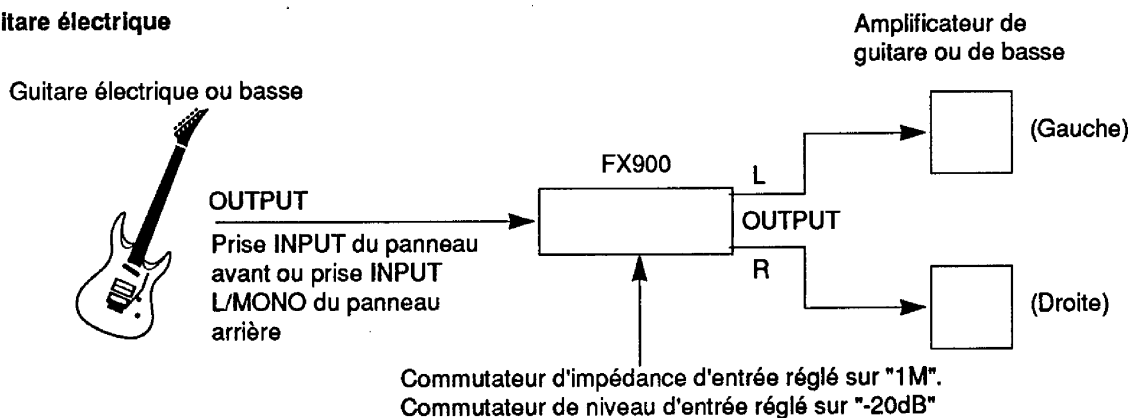 itare électrique
Amplificateur de
guitare ou de basse
Guitare électrique ou basse
(Gauche)
FX900
L
OUTPUT
OUTPUT
Prise INPUT du panneau
avant ou prise INPUT
R
L/MONO du panneau
arrière
(Droite)
Commutateur d'impédance d'entrée réglé sur "1M".
Commutateur de niveau d'entrée réglé sur "-20dB"